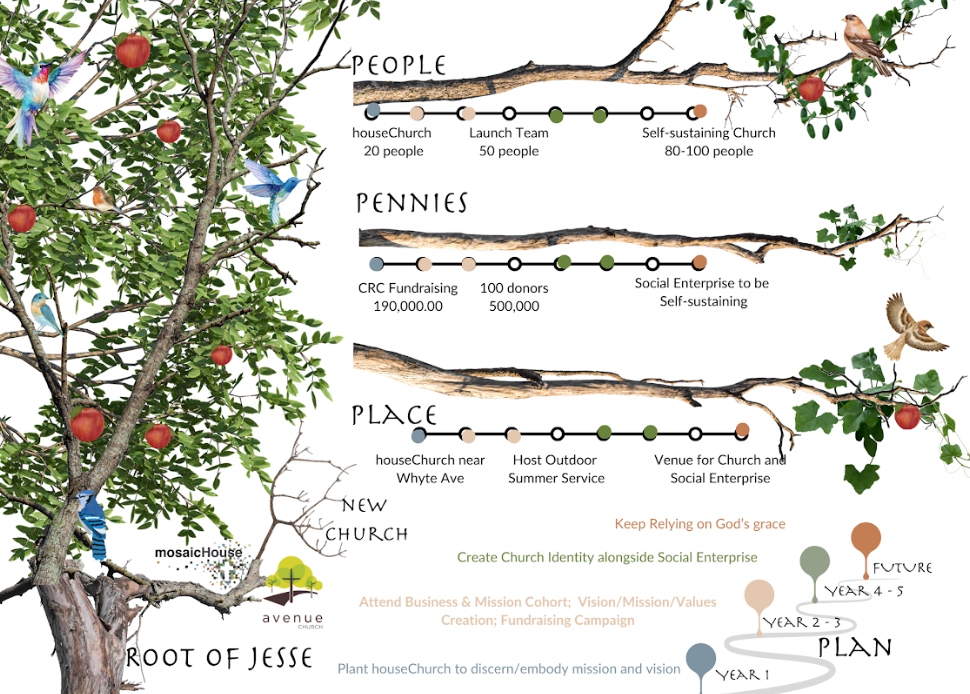 PEOPLE
houseChurch
20 people
Launch Team
50 people
Self-sustaining Church
80-100 people
PENNIES
CRC Fundraising
190,000.00
100 donors
500,000
Social Enterprise to be
Self-sustaining
PLACE
houseChurch near
Whyte Ave
Host Outdoor
Summer Service
Venue for Church and
Social Enterprise
NEW
CHURCH
mosaicHouse
avenue
CHURCH
ROOT OF JESSE
Keep Relying on God's grace
FUTURE
Create Church Identity alongside Social Enterprise
YEAR 4 - 5
Attend Business & Mission Cohort; Vision/Mission/Values
Creation; Fundraising Campaign
YEAR 2 - 3
PLAN
Plant houseChurch to discern/embody mission and vision
YEAR 1